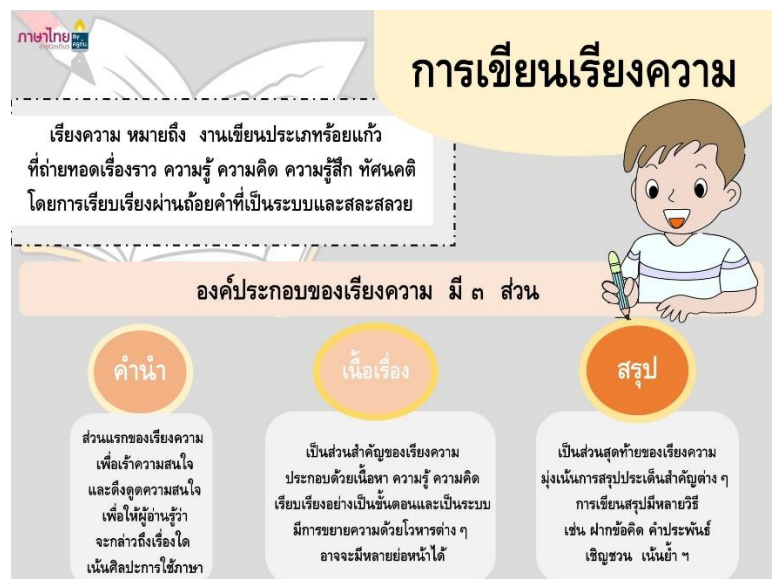 ภาษาไทย BY ครูกบ
การเขียนเรียงความ
เรียงความ หมายถึง งานเขียนประเภทร้อยแก้ว
ที่ถ่ายทอดเรื่องราว ความรู้ ความคิด ความรู้สึก ทัศนคติ
โดยการเรียบเรียงผ่านถ้อยคำที่เป็นระบบและสละสลวย
องค์ประกอบของเรียงความ มี ๓ ส่วน
คำนำ
ส่วนแรกของเรียงความ
เพื่อเร้าความสนใจ
และดึงดูดความสนใจ
เพื่อให้ผู้อ่านรู้ว่า
จะกล่าวถึงเรื่องใด
เน้นศิลปะการใช้ภาษา
เนื้อเรื่อง
เป็นส่วนสำคัญของเรียงความ
ประกอบด้วยเนื้อหา ความรู้ ความคิด
เรียบเรียงอย่างเป็นขั้นตอนและเป็นระบบ
มีการขยายความด้วยโวหารต่าง ๆ
อาจจะมีหลายย่อหน้าได้
สรุป
เป็นส่วนสุดท้ายของเรียงความ
มุ่งเน้นการสรุปประเด็นสำคัญต่าง ๆ
การเขียนสรุปมีหลายวิธี
เช่น ฝากข้อคิด คำประพันธ์
เชิญชวน เน้นย้ำ ฯ